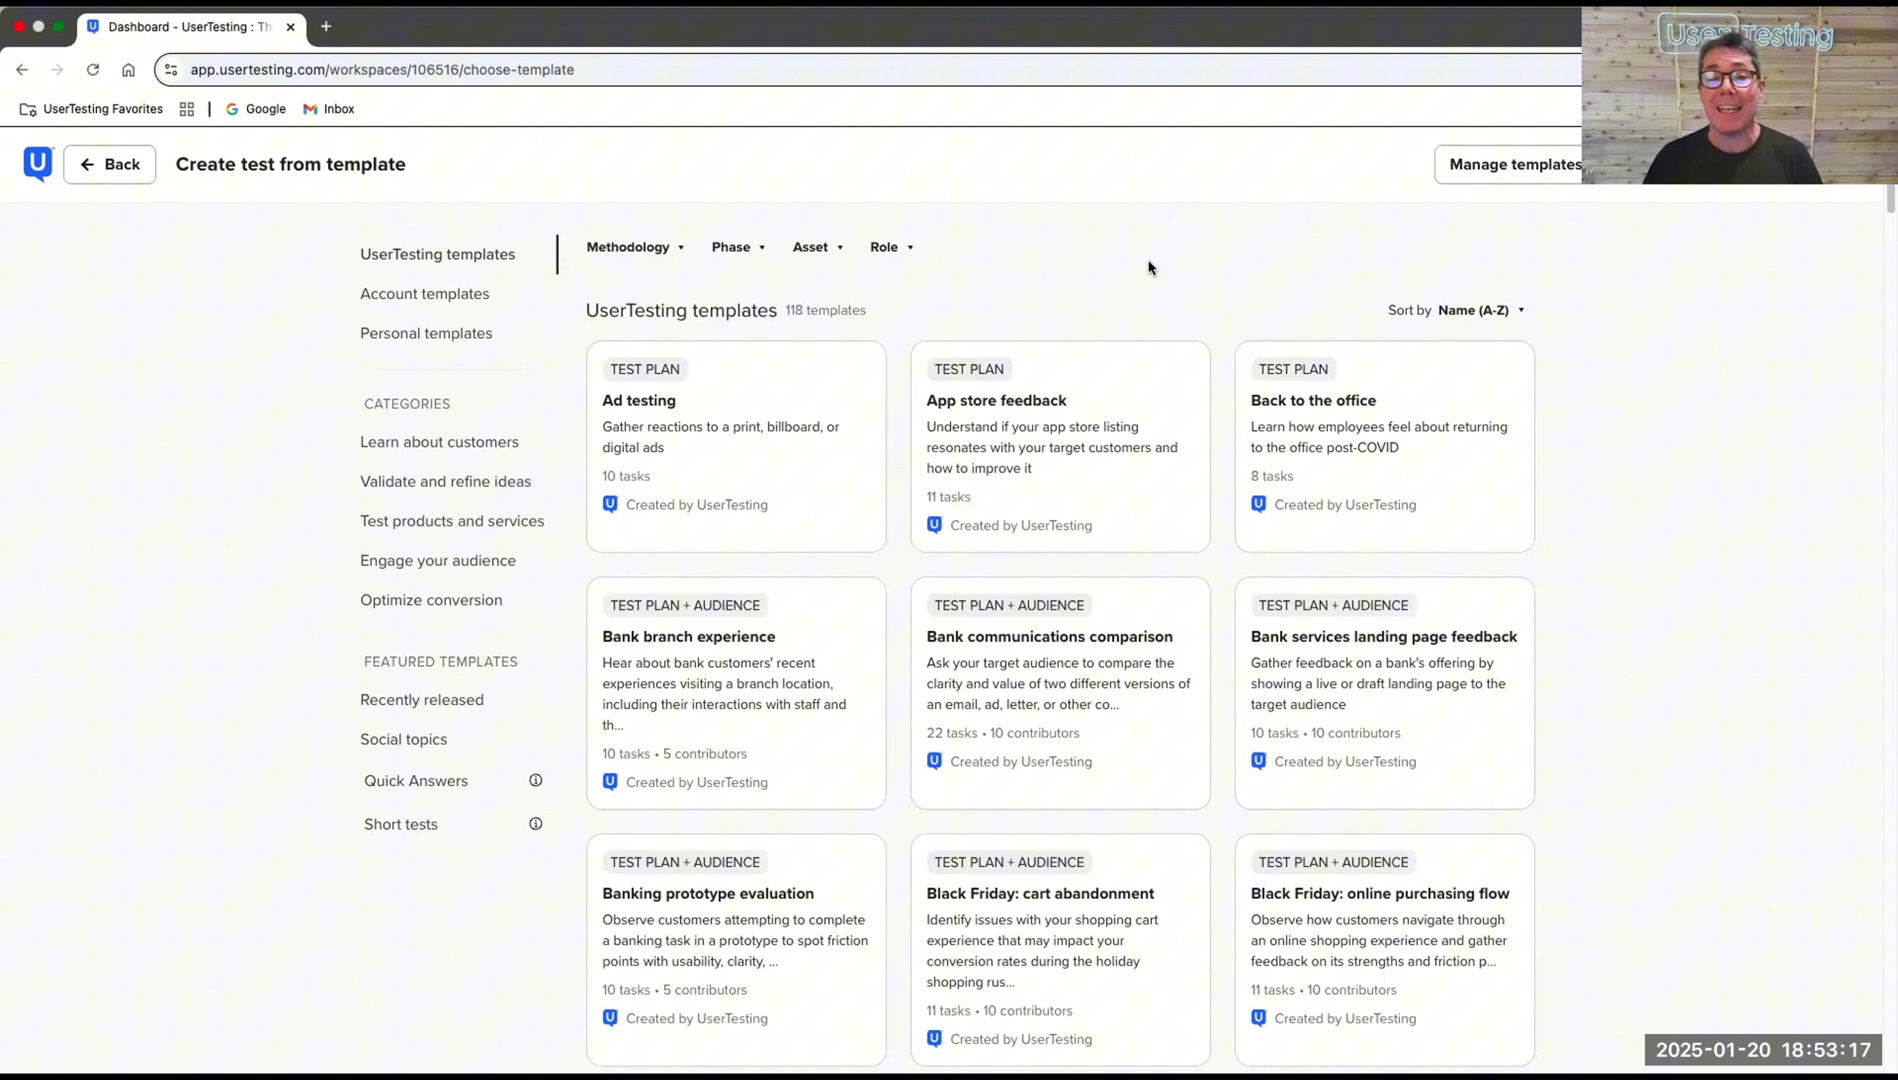 Dashboard - UserTesting : Th
app.usertesting.com/workspaces/106516/choose-template
UserTesting Favorites
Google
Inbox
UserTesting
Back
Create test from template
Manage templates
UserTesting templates
Account templates
Personal templates
CATEGORIES
Learn about customers
Validate and refine ideas
Test products and services
Engage your audience
Optimize conversion
FEATURED TEMPLATES
Recently released
Social topics
Quick Answers
Short tests
Methodology
Phase
Asset
Role
UserTesting templates 118 templates
Sort by Name (A-Z)
TEST PLAN
Ad testing
Gather reactions to a print, billboard, or
digital ads
10 tasks
Created by UserTesting
TEST PLAN
App store feedback
Understand if your app store listing
resonates with your target customers and
how to improve it
11 tasks
Created by UserTesting
TEST PLAN
Back to the office
Learn how employees feel about returning
to the office post-COVID
8 tasks
Created by UserTesting
TEST PLAN + AUDIENCE
Bank branch experience
Hear about bank customers' recent
experiences visiting a branch location,
including their interactions with staff and
th...
10 tasks • 5 contributors
Created by UserTesting
TEST PLAN + AUDIENCE
Bank communications comparison
Ask your target audience to compare the
clarity and value of two different versions of
an email, ad, letter, or other co...
22 tasks • 10 contributors
Created by UserTesting
TEST PLAN + AUDIENCE
Bank services landing page feedback
Gather feedback on a bank's offering by
showing a live or draft landing page to the
target audience
10 tasks • 10 contributors
Created by UserTesting
TEST PLAN + AUDIENCE
Banking prototype evaluation
Observe customers attempting to complete
a banking task in a prototype to spot friction
points with usability, clarity, ...
10 tasks • 5 contributors
Created by UserTesting
TEST PLAN + AUDIENCE
Black Friday: cart abandonment
Identify issues with your shopping cart
experience that may impact your
conversion rates during the holiday
shopping rus...
11 tasks • 10 contributors
Created by UserTesting
TEST PLAN + AUDIENCE
Black Friday: online purchasing flow
Observe how customers navigate through
an online shopping experience and gather
feedback on its strengths and friction p...
11 tasks • 10 contributors
Created by UserTesting
2025-01-20 18:53:17